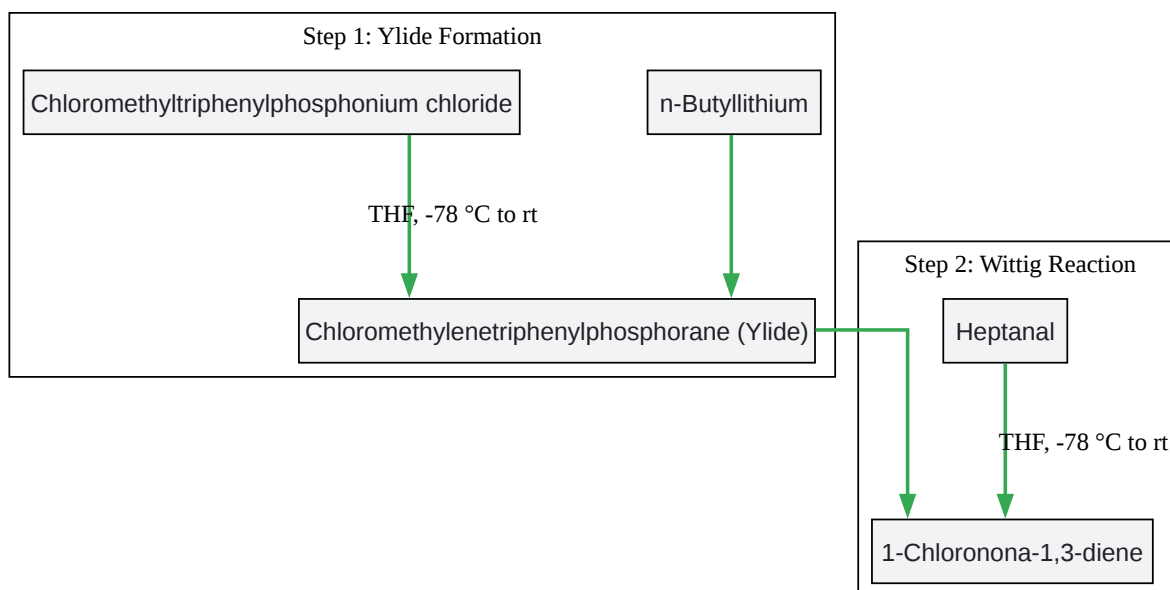 Step 1: Ylide Formation
Chloromethyltriphenylphosphonium chloride
n-Butyllithium
THF, -78 °C to rt
Chloromethylenetriphenylphosphorane (Ylide)
Step 2: Wittig Reaction
Heptanal
THF, -78 °C to rt
1-Chloronona-1,3-diene